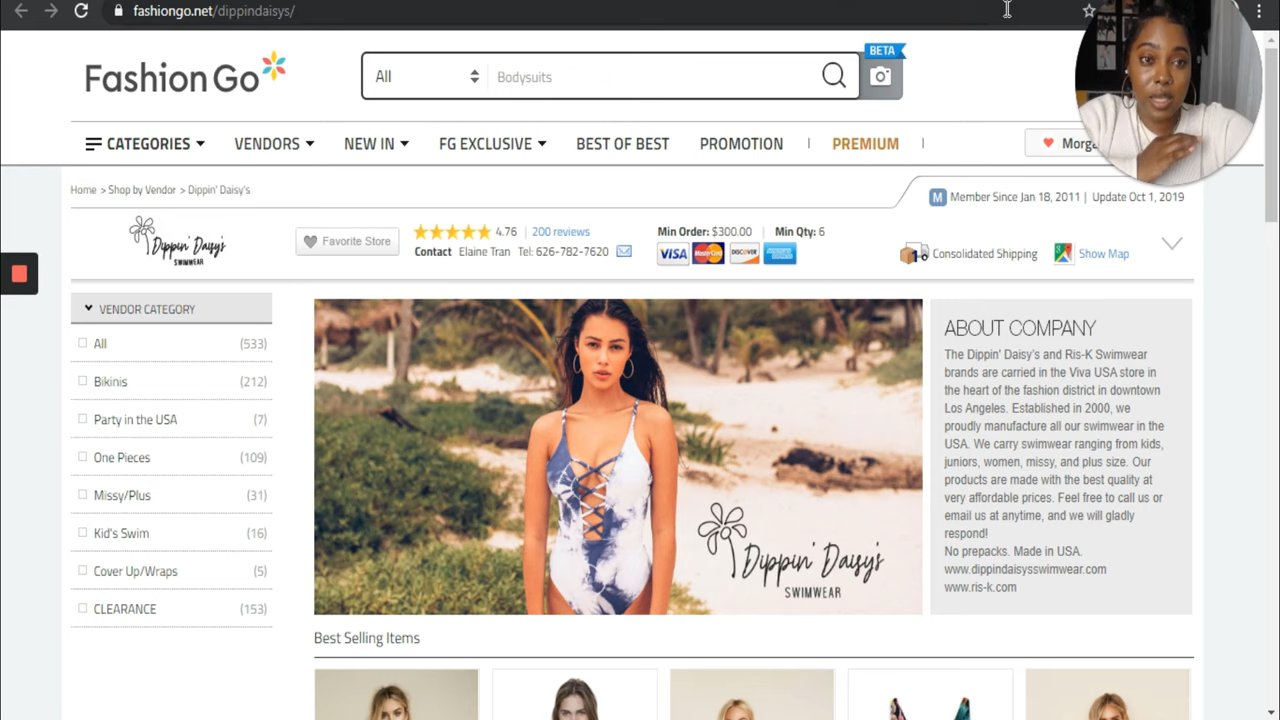 fashiongo.net/dippindaisys/
FashionGo
All
Bodysuits
BETA
CATEGORIES
VENDORS
NEW IN
FG EXCLUSIVE
BEST OF BEST
PROMOTION
PREMIUM
Home > Shop by Vendor > Dippin' Daisy's
M Member Since Jan 18, 2011 | Update Oct 1, 2019
Dippin' Daisy's
SWIMWEAR
Favorite Store
4.76 | 200 reviews
Contact Elaine Tran Tel: 626-782-7620
Min Order: $300.00 | Min Qty: 6
VISA MasterCard DISCOVER
1 Consolidated Shipping
Show Map
VENDOR CATEGORY
All (533)
Bikinis (212)
Party in the USA (7)
One Pieces (109)
Missy/Plus (31)
Kid's Swim (16)
Cover Up/Wraps (5)
CLEARANCE (153)
Dippin' Daisy's
SWIMWEAR
ABOUT COMPANY
The Dippin' Daisy's and Ris-K Swimwear
brands are carried in the Viva USA store in
the heart of the fashion district in downtown
Los Angeles. Established in 2000, we
proudly manufacture all our swimwear in the
USA. We carry swimwear ranging from kids,
juniors, women, missy, and plus size. Our
products are made with the best quality at
very affordable prices. Feel free to call us or
email us at anytime, and we will gladly
respond!
No prepacks. Made in USA.
www.dippindaisysswimwear.com
www.ris-k.com
Best Selling Items